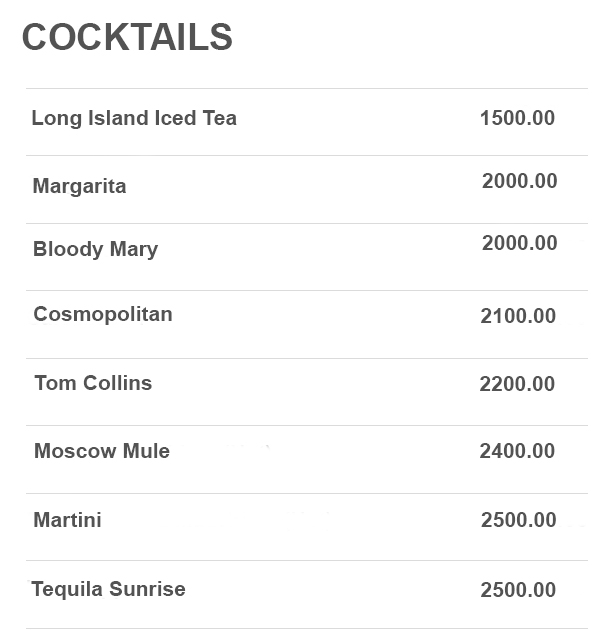 COCKTAILS
Long Island Iced Tea 1500.00
Margarita 2000.00
Bloody Mary 2000.00
Cosmopolitan 2100.00
Tom Collins 2200.00
Moscow Mule 2400.00
Martini 2500.00
Tequila Sunrise 2500.00